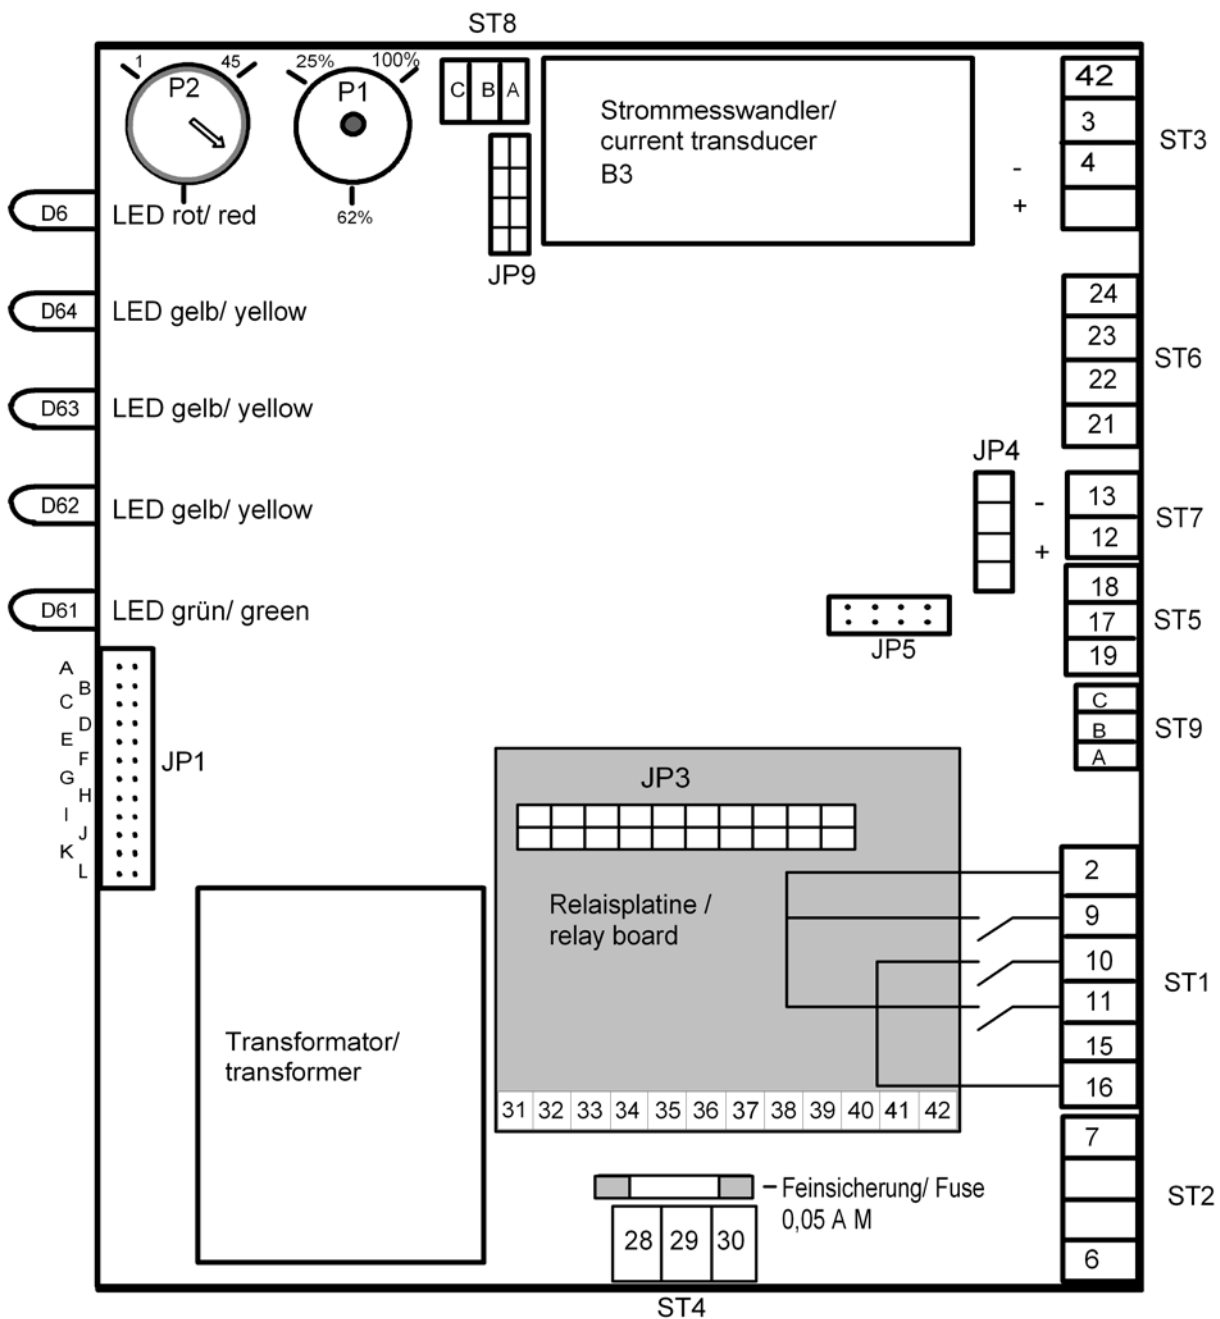 ST8
1
45
P2
25%
100%
P1
62%
C B A
JP9
Strommesswandler/
current transducer
B3
-
+
42
3
4
ST3
D6
LED rot/ red
D64
LED gelb/ yellow
D63
LED gelb/ yellow
D62
LED gelb/ yellow
D61
LED grün/ green
24
23
22
21
ST6
JP4
-
+
13
12
ST7
JP5
18
17
19
ST5
C
B
A
ST9
A
B
C
D
E
F
G
H
I
J
K
L
JP1
JP3
Relaisplatine /
relay board
31 32 33 34 35 36 37 38 39 40 41 42
2
9
10
11
15
16
ST1
Transformator/
transformer
7
6
ST2
– Feinsicherung/ Fuse
0,05 A M
28 29 30
ST4